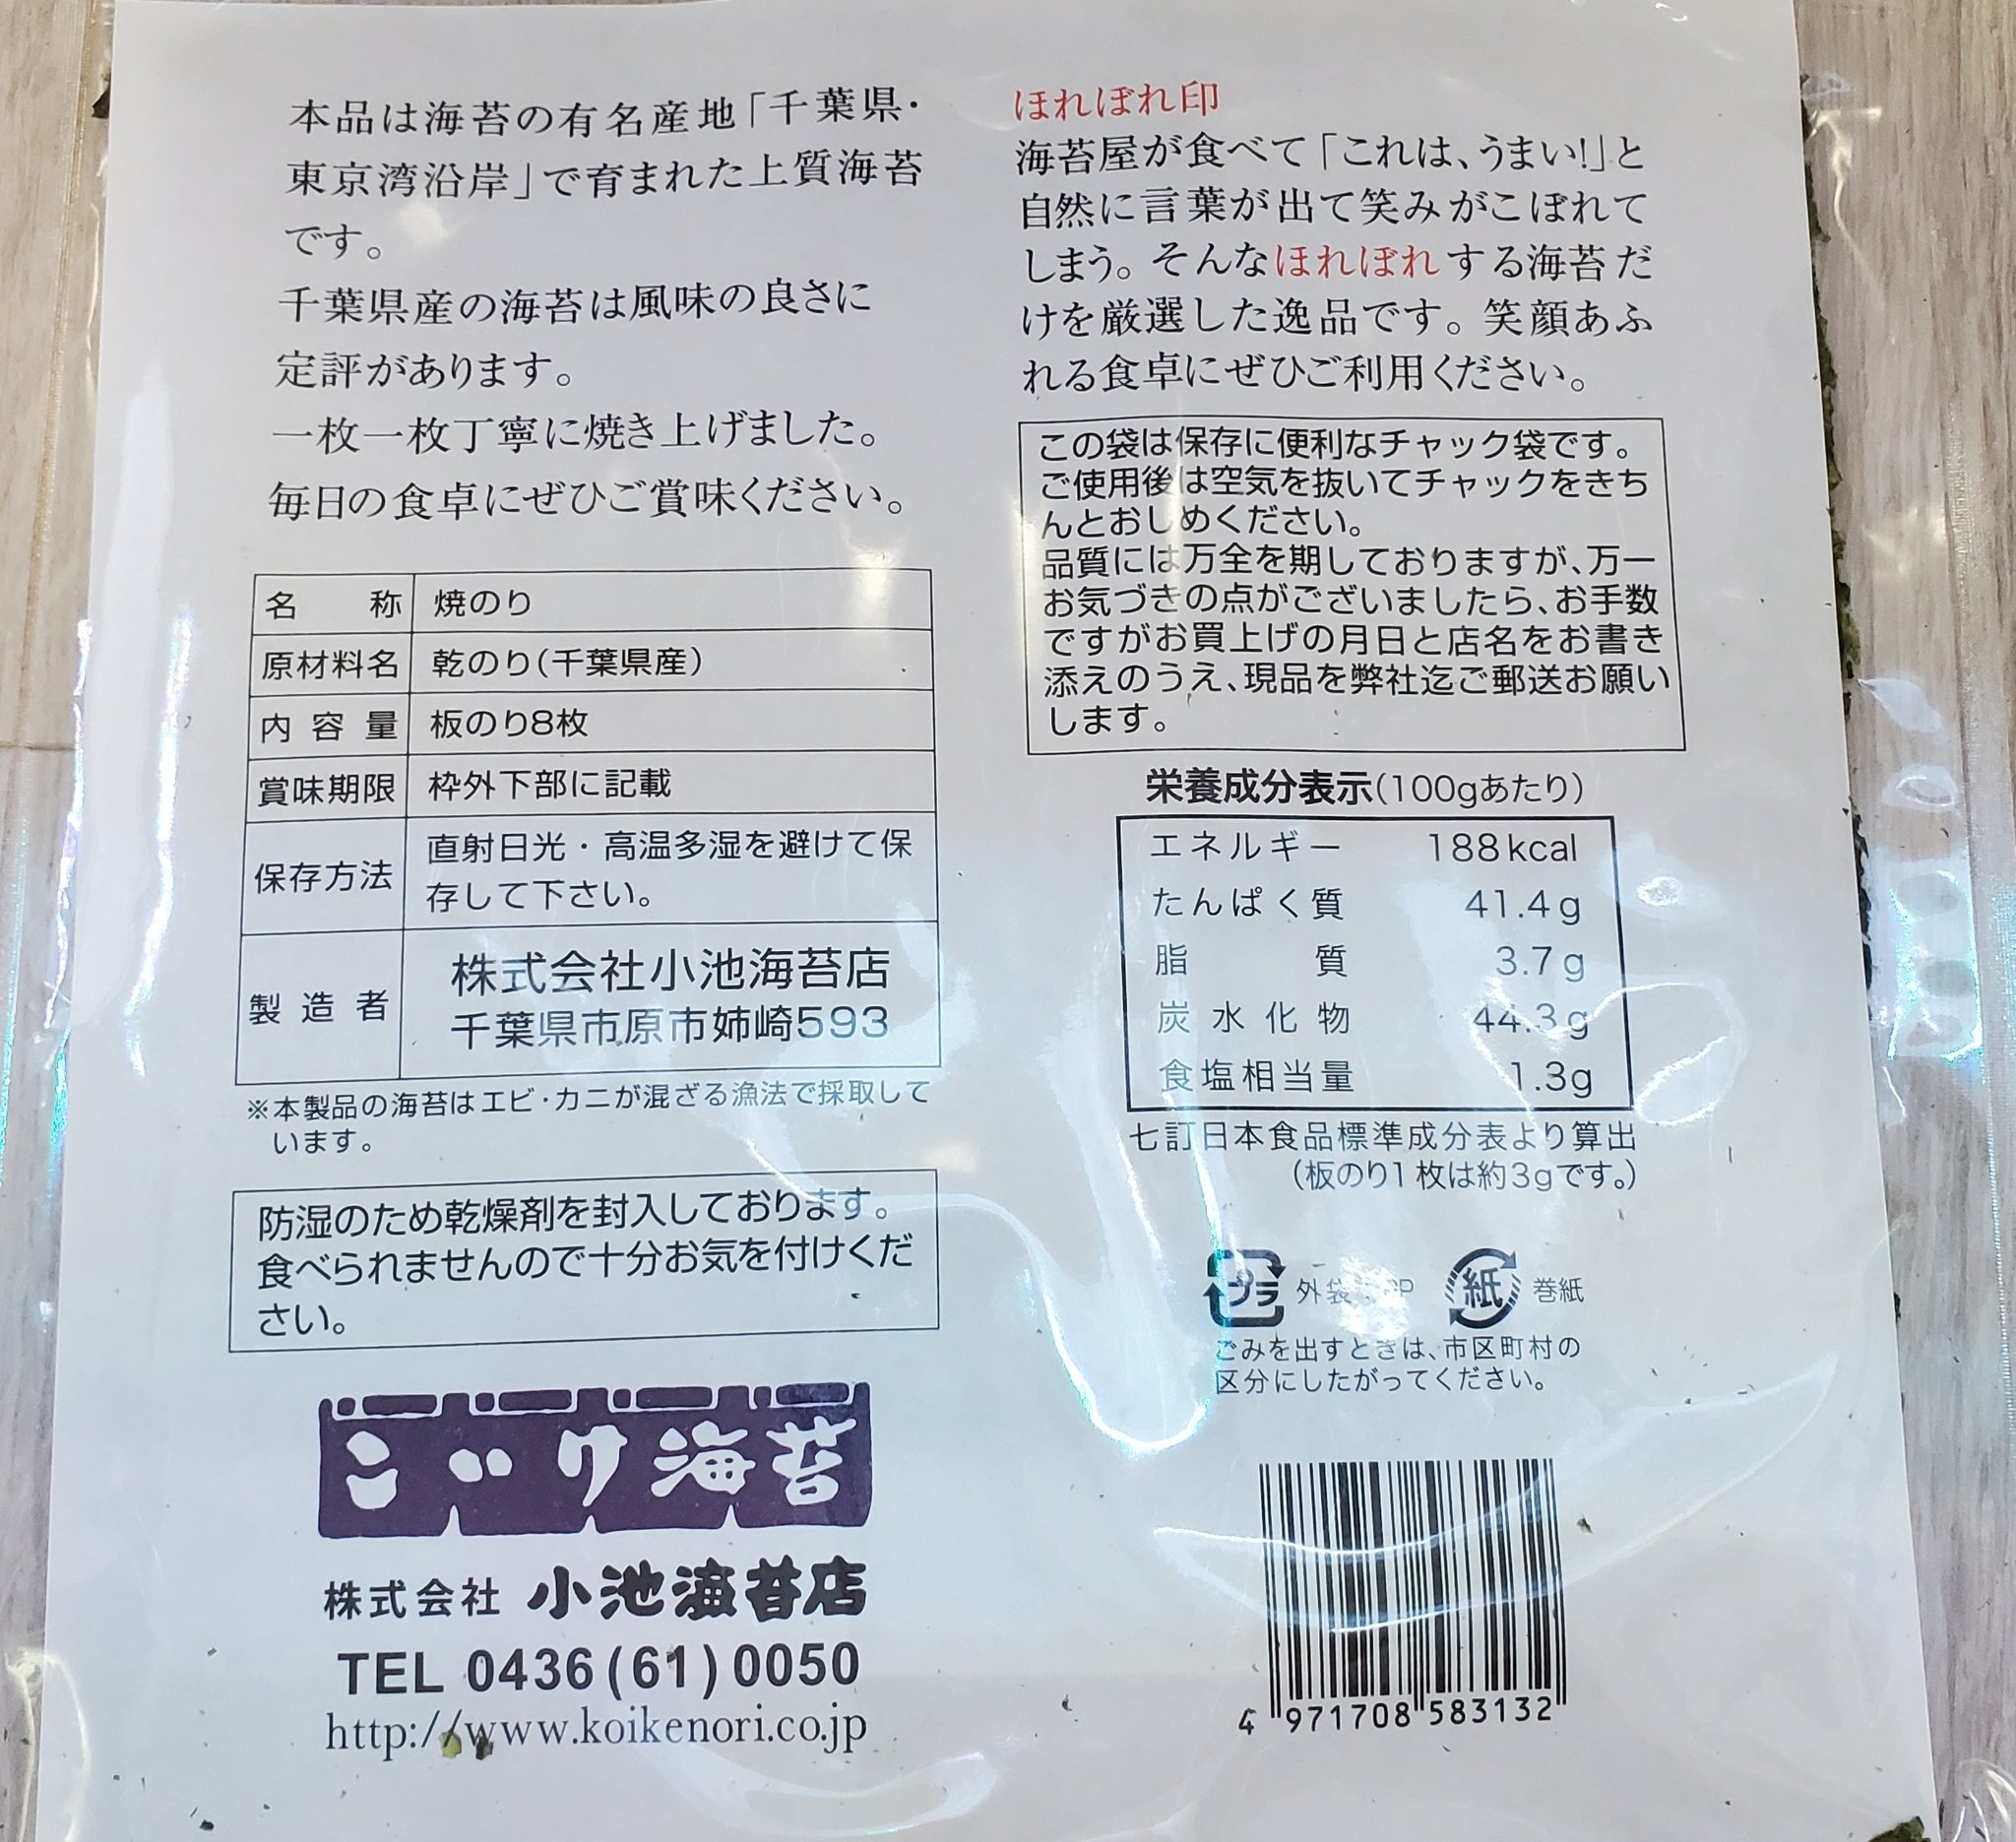 本品は海苔の有名産地「千葉県・
東京湾沿岸」で育まれた上質海苔
です。
千葉県産の海苔は風味の良さに
定評があります。
一枚一枚丁寧に焼き上げました。
毎日の食卓にぜひご賞味ください。
名 称 焼のり
原材料名 乾のり(千葉県産)
内容量 板のり8枚
賞味期限 枠外下部に記載
保存方法 直射日光・高温多湿を避けて保
存して下さい。
製造者 株式会社小池海苔店
千葉県市原市姉崎593
※本製品の海苔はエビ・カニが混ざる漁法で採取して
います。
防湿のため乾燥剤を封入しております。
食べられませんので十分お気を付けくだ
さい。
こいけ海苔
株式会社 小池海苔店
TEL 0436(61)0050
http://www.koikenori.co.jp
ほれぼれ印
海苔屋が食べて「これは、うまい!」と
自然に言葉が出て笑みがこぼれて
しまう。そんなほれぼれする海苔だ
けを厳選した逸品です。笑顔あふ
れる食卓にぜひご利用ください。
この袋は保存に便利なチャック袋です。
ご使用後は空気を抜いてチャックをきち
んとおしめください。
品質には万全を期しておりますが、万一
お気づきの点がございましたら、お手数
ですがお買上げの月日と店名をお書き
添えのうえ、現品を弊社迄ご郵送お願い
します。
栄養成分表示(100gあたり)
エネルギー 188kcal
たんぱく質 41.4g
脂 質 3.7g
炭水化物 44.3g
食塩相当量 1.3g
七訂日本食品標準成分表より算出
(板のり1枚は約3gです。)
プラ 外袋 紙 巻紙
ごみを出すときは、市区町村の
区分にしたがってください。
4 971708 583132